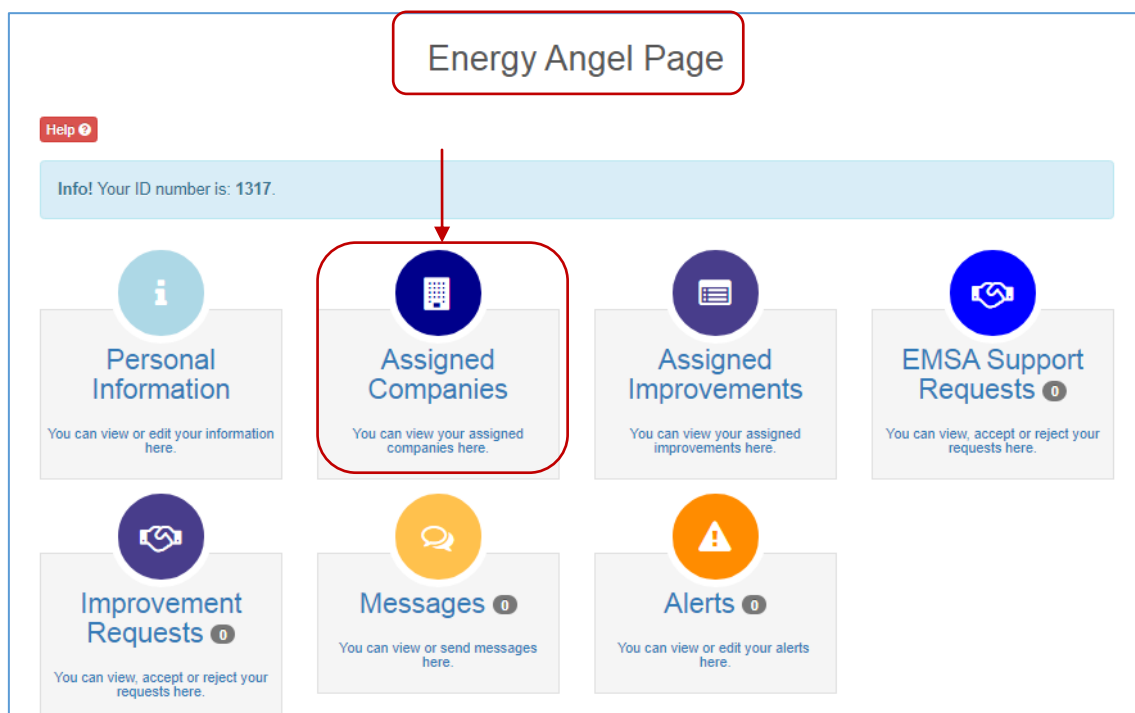 Energy Angel Page
Help
Info! Your ID number is: 1317.
Personal
Information
You can view or edit your information
here.
Assigned
Companies
You can view your assigned
companies here.
Assigned
Improvements
You can view your assigned
improvements here.
EMSA Support
Requests 0
You can view, accept or reject your
requests here.
Improvement
Requests 0
You can view, accept or reject your
requests here.
Messages 0
You can view or send messages
here.
Alerts 0
You can view or edit your alerts
here.